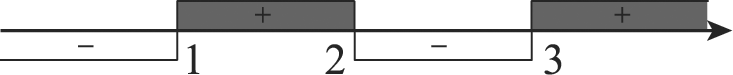 + +
− −
1 2 3